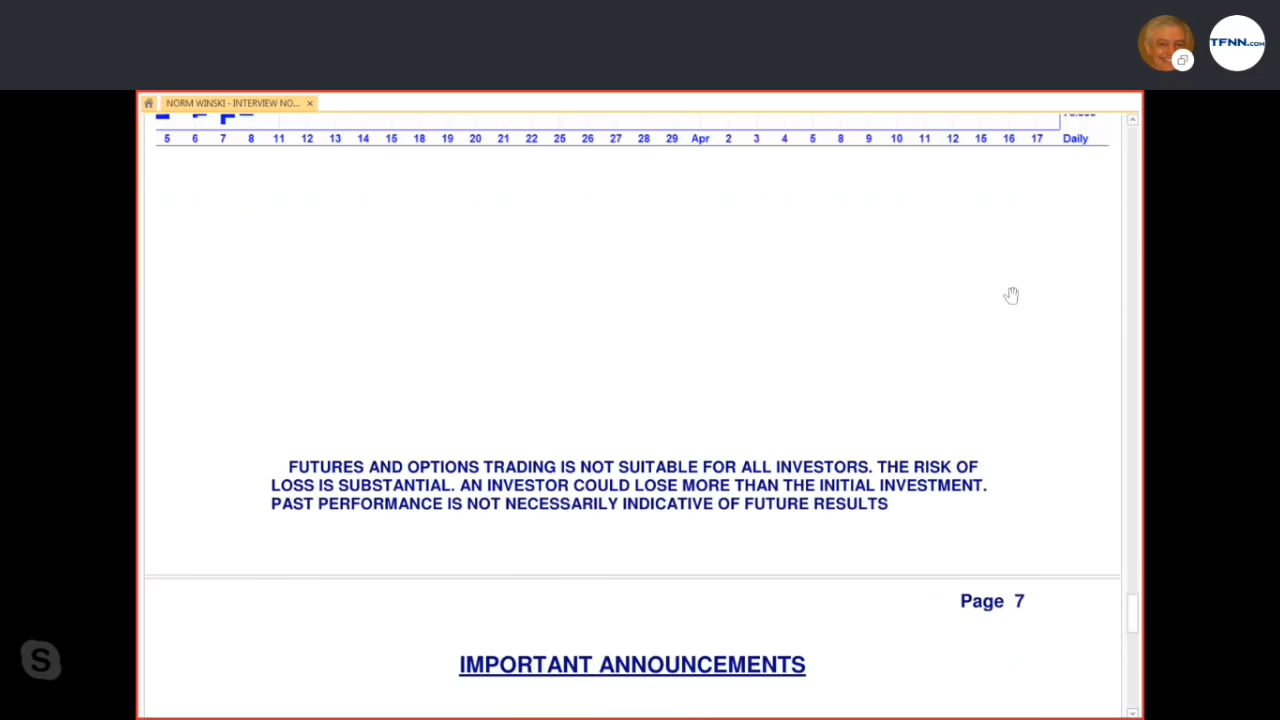 TFNN.COM
NORM WINSKI - INTERVIEW NO... ×
5 6 7 8 11 12 13 14 15 18 19 20 21 22 25 26 27 28 29 Apr 2 3 4 5 8 9 10 11 12 15 16 17 Daily
FUTURES AND OPTIONS TRADING IS NOT SUITABLE FOR ALL INVESTORS. THE RISK OF
LOSS IS SUBSTANTIAL. AN INVESTOR COULD LOSE MORE THAN THE INITIAL INVESTMENT.
PAST PERFORMANCE IS NOT NECESSARILY INDICATIVE OF FUTURE RESULTS
Page 7
S
IMPORTANT ANNOUNCEMENTS